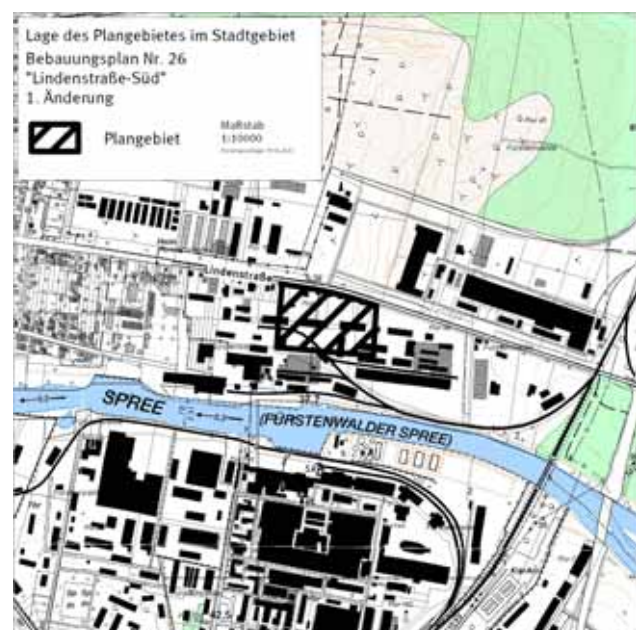 Lage des Plangebietes im Stadtgebiet
Bebauungsplan Nr. 26
"Lindenstraße-Süd"
1. Änderung
Plangebiet
Maßstab
1:10000
Lindenstraße
SPREE
(FÜRSTENWALDER SPREE)